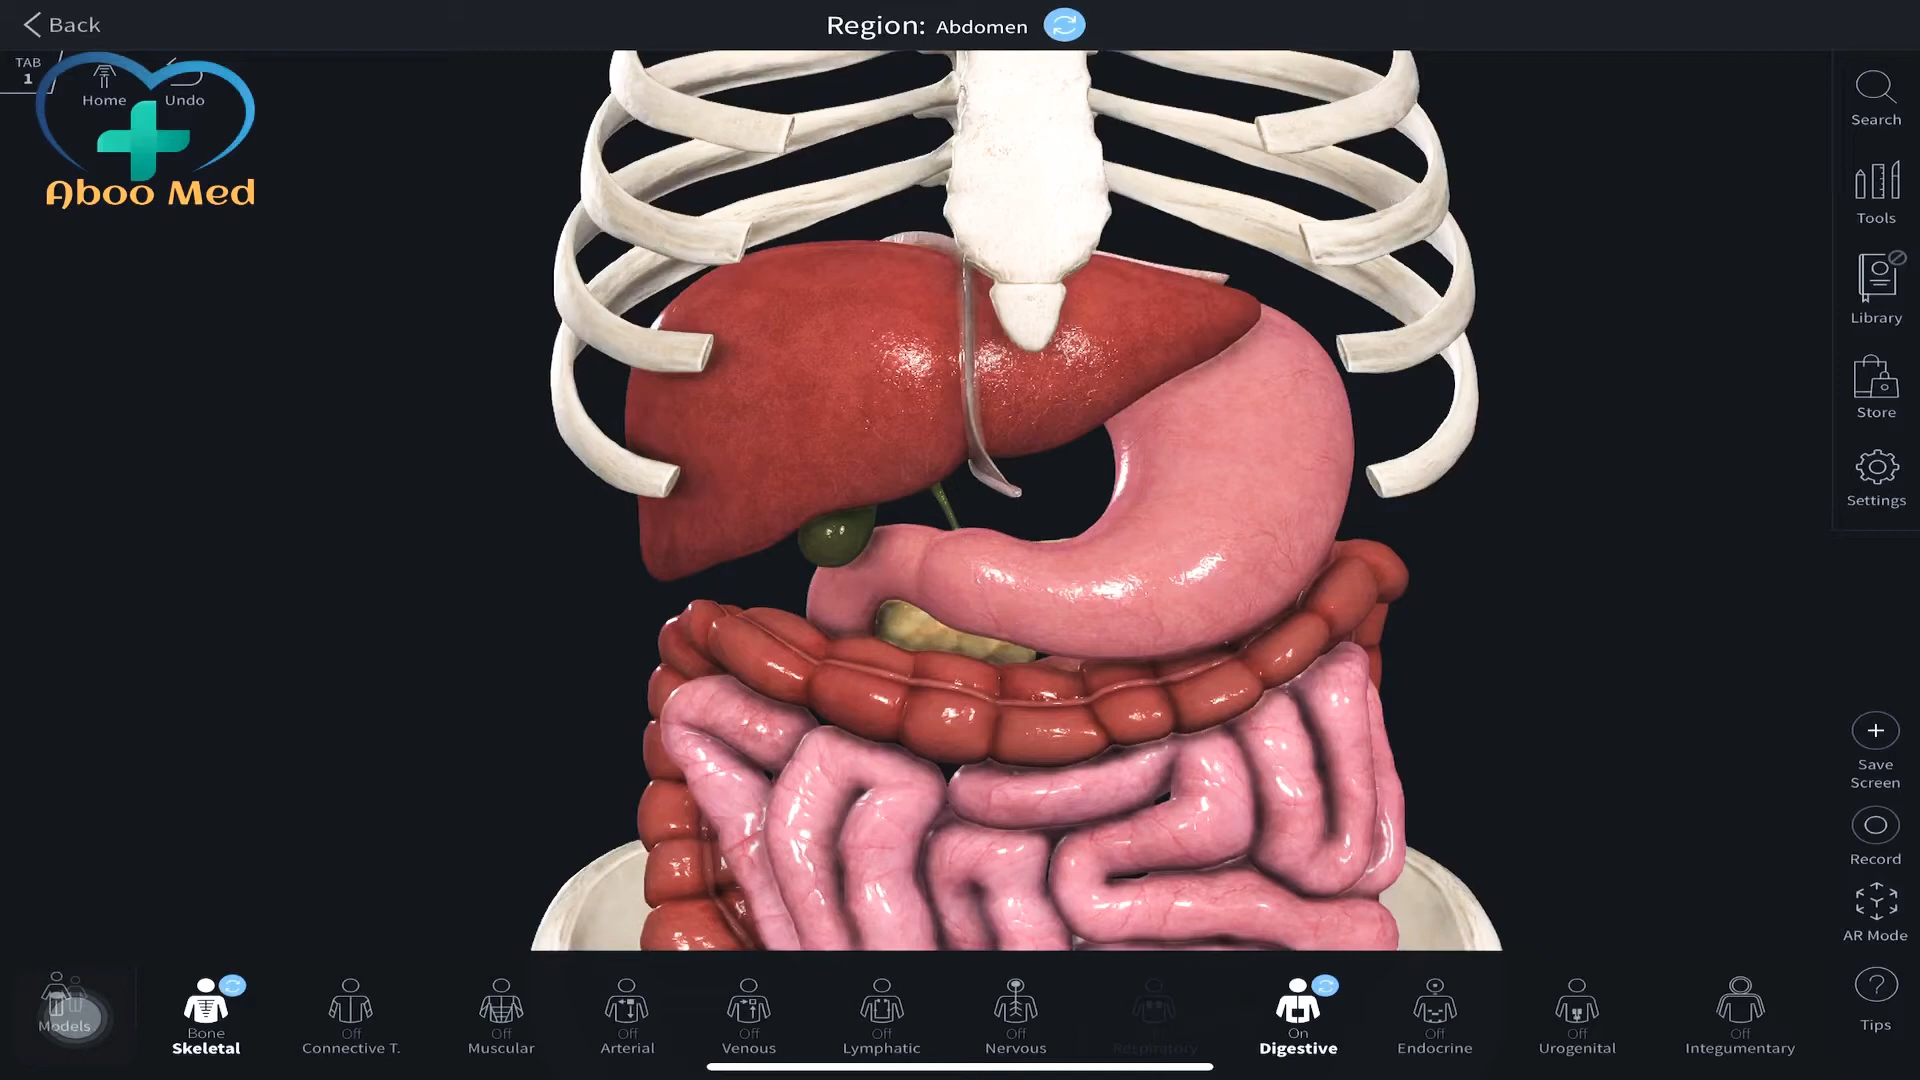 Back
Region: Abdomen
TAB
1
Home
Undo
Aboo Med
Search
Tools
Library
Store
Settings
Save
Screen
Record
AR Mode
Tips
Models
Bone
Skeletal
Off
Connective T.
Off
Muscular
Off
Arterial
Off
Venous
Off
Lymphatic
Off
Nervous
Respiratory
On
Digestive
Off
Endocrine
Off
Urogenital
Off
Integumentary